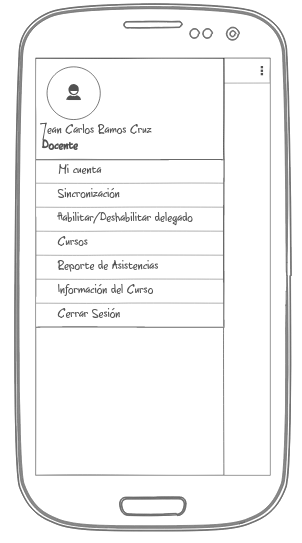 Jean Carlos Ramos Cruz
Docente
Mi cuenta
Sincronización
Habilitar/Deshabilitar delegado
Cursos
Reporte de Asistencias
Información del Curso
Cerrar Sesión